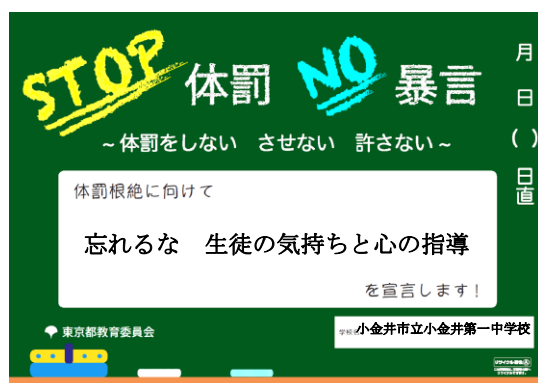 STOP 体罰 NO 暴言
~体罰をしない させない 許さない~
体罰根絶に向けて
忘れるな 生徒の気持ちと心の指導
を宣言します!
東京都教育委員会
小金井市立小金井第一中学校
月
日
( )
日直